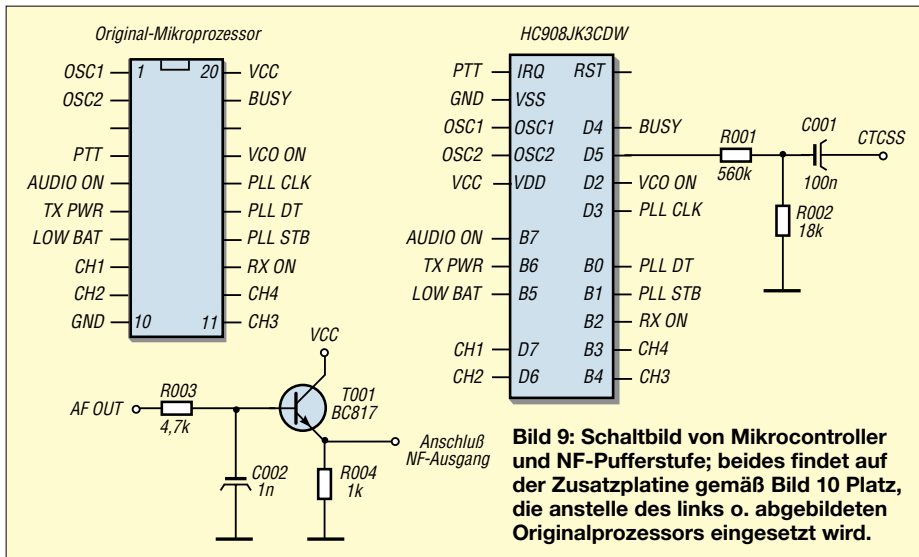 Original-Mikroprozessor
OSC1 1 20 VCC
OSC2 BUSY
PTT VCO ON
AUDIO ON PLL CLK
TX PWR PLL DT
LOW BAT PLL STB
CH1 RX ON
CH2 CH4
GND 10 11 CH3
HC908JK3CDW
PTT IRQ RST
GND VSS
OSC1 OSC1 D4 BUSY
OSC2 OSC2 D5
VCC VDD D2 VCO ON
D3 PLL CLK
AUDIO ON B7
TX PWR B6 B0 PLL DT
LOW BAT B5 B1 PLL STB
B2 RX ON
CH1 D7 B3 CH4
CH2 D6 B4 CH3
R001
560k
C001
100n
CTCSS
R002
18k
VCC
R003
4,7k
AF OUT
T001
BC817
C002
1n
R004
1k
Anschluß
NF-Ausgang
Bild 9: Schaltbild von Mikrocontroller
und NF-Pufferstufe; beides findet auf
der Zusatzplatine gemäß Bild 10 Platz,
die anstelle des links o. abgebildeten
Originalprozessors eingesetzt wird.